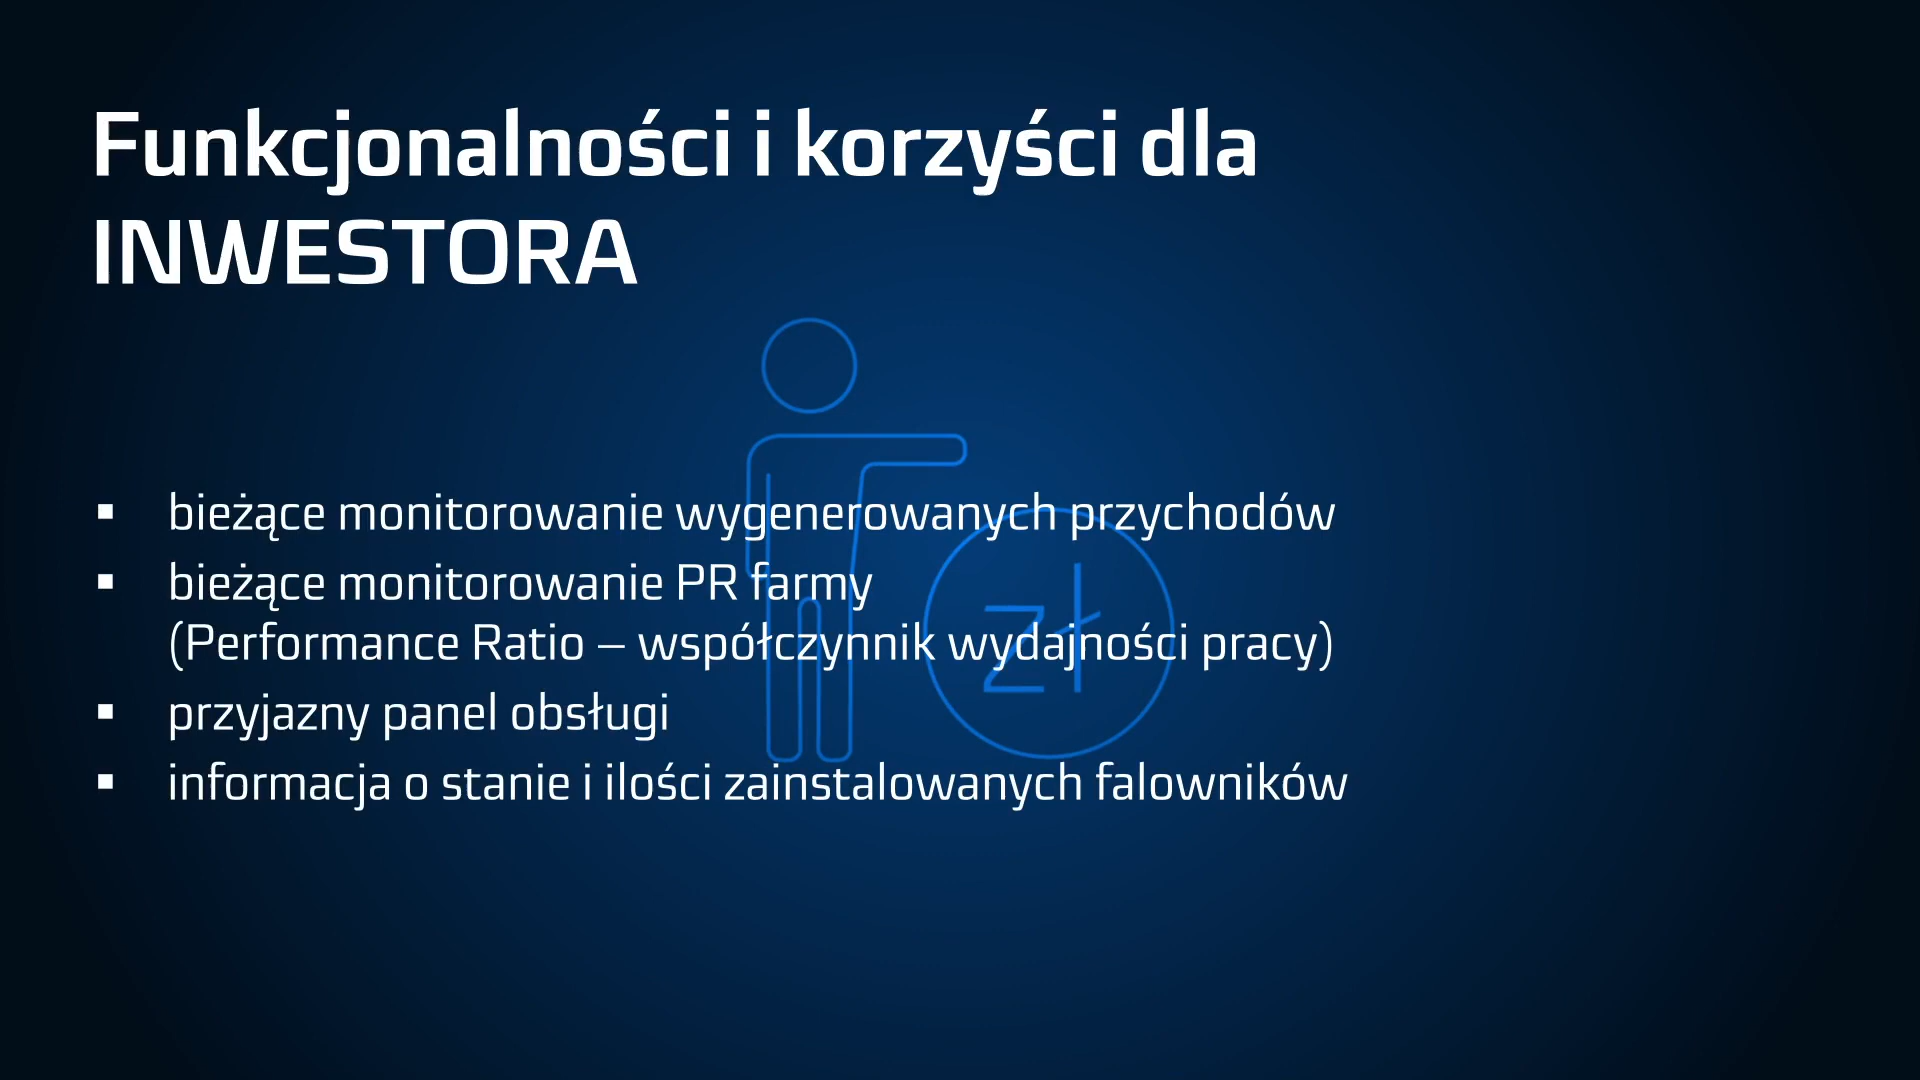 Funkcjonalności i korzyści dla
INWESTORA
▪ bieżące monitorowanie wygenerowanych przychodów
▪ bieżące monitorowanie PR farmy
(Performance Ratio – współczynnik wydajności pracy)
▪ przyjazny panel obsługi
▪ informacja o stanie i ilości zainstalowanych falowników
zł